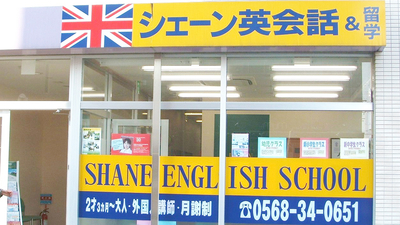 シェーン英会話&留学
SHANE ENGLISH SCHOOL
2才3ヵ月〜大人・外国人講師・月謝制
☎0568-34-0651